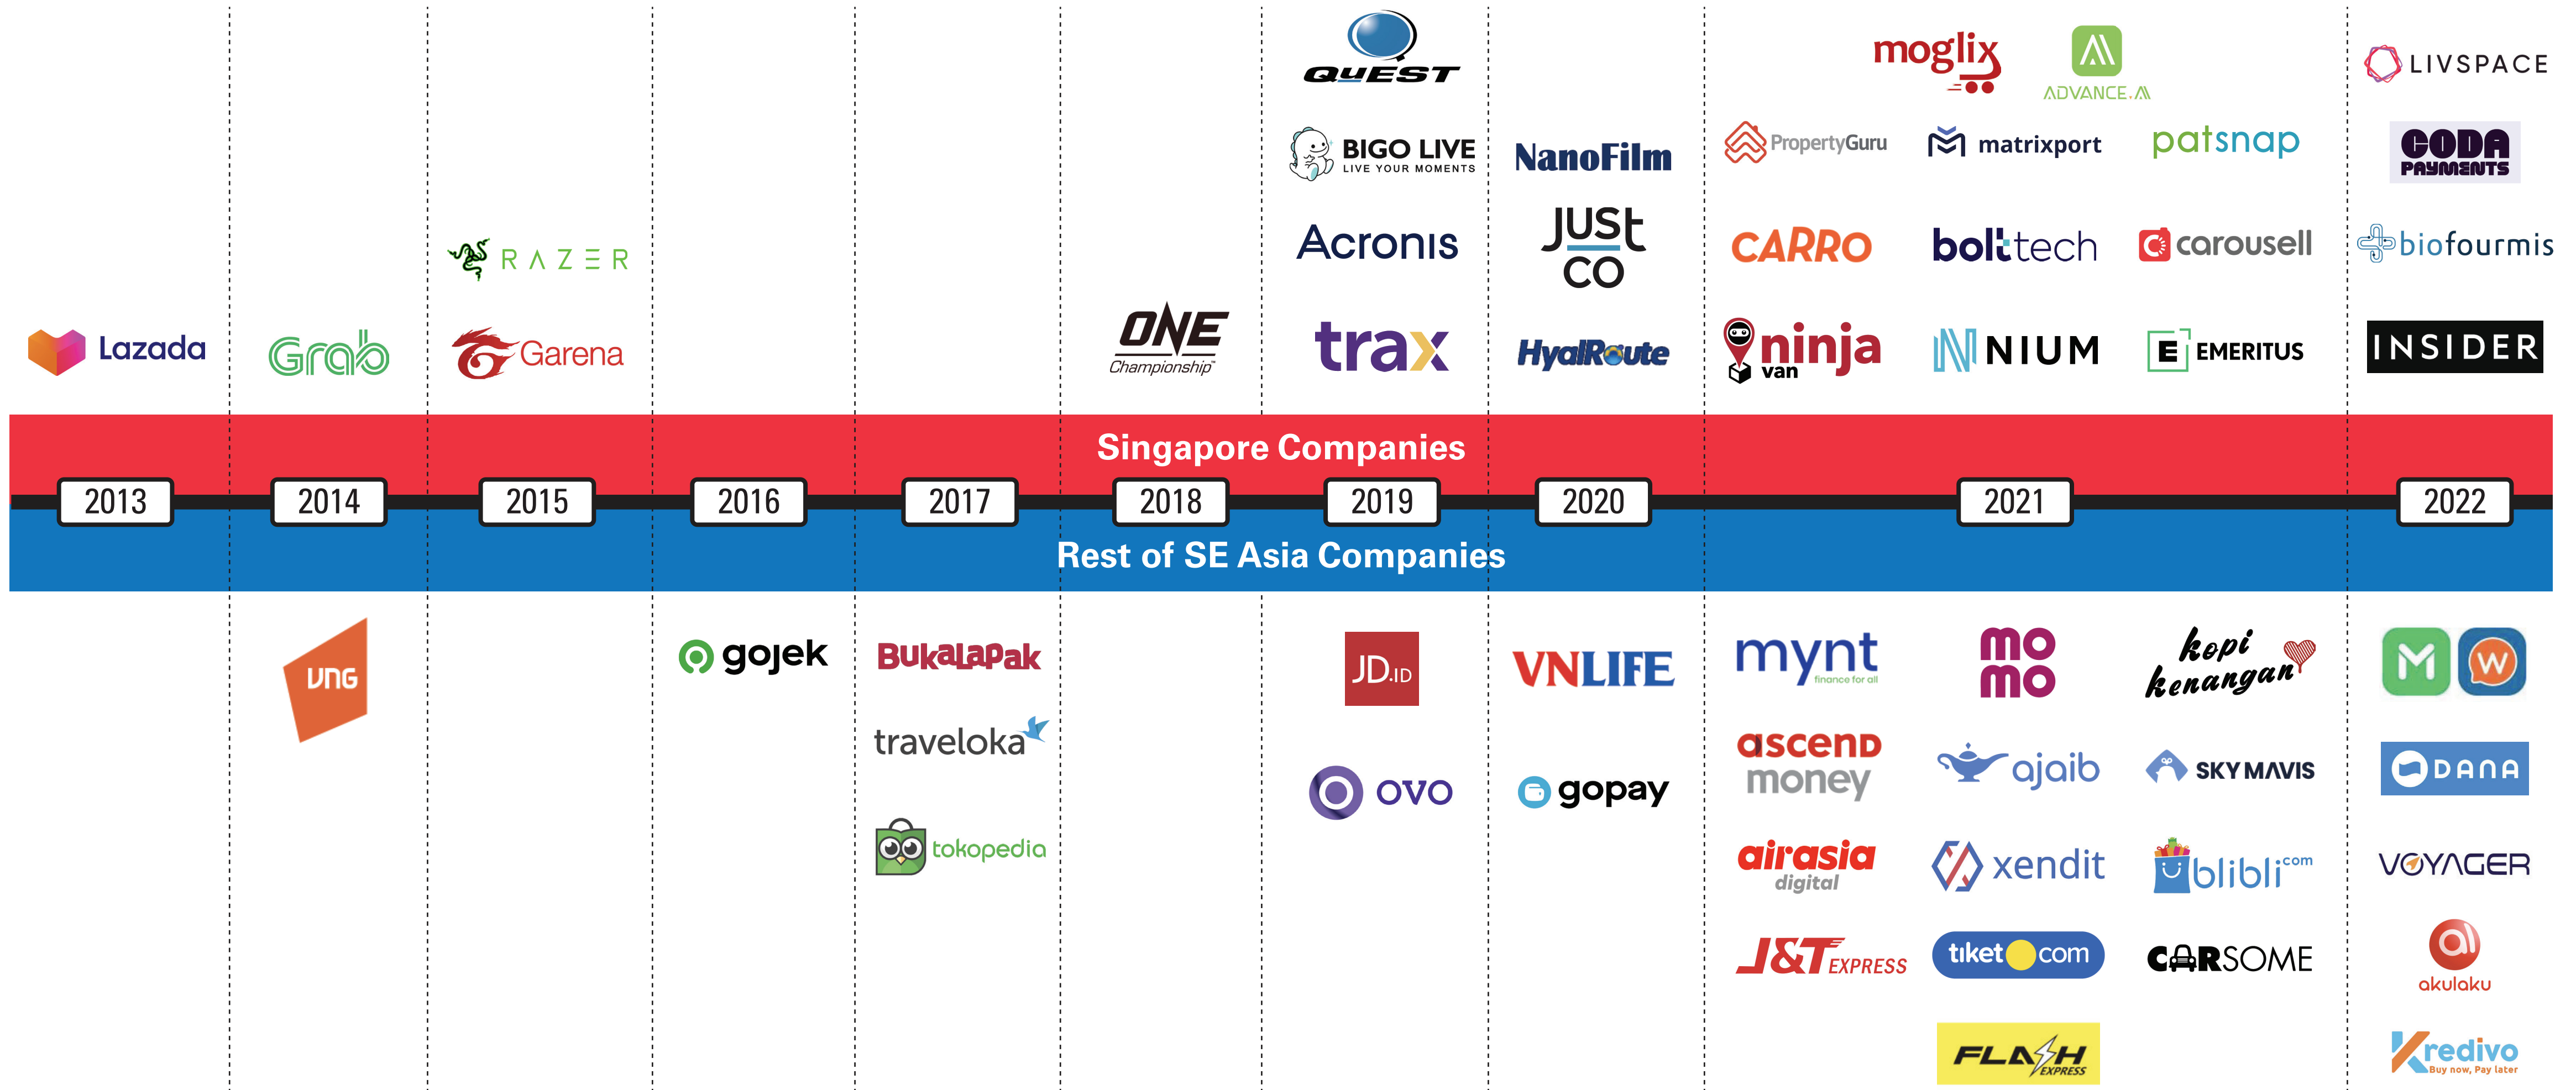 QuEST
moglix
ADVANCE.AI
LIVSPACE
BIGO LIVE
LIVE YOUR MOMENTS
NanoFilm
PropertyGuru
matrixport
patsnap
CODA
PAYMENTS
RAZER
Acronis
JUSt
CO
CARRO
bolttech
carousell
biofourmis
Lazada
Grab
Garena
ONE
Championship™
trax
HyalRoute
ninja
van
NIUM
E EMERITUS
INSIDER
Singapore Companies
2013
2014
2015
2016
2017
2018
2019
2020
2021
2022
Rest of SE Asia Companies
VNG
gojek
BukaLapak
JD.ID
VNLIFE
mynt
finance for all
mo
mo
kopi
kenangan
M
W
traveloka
ovo
gopay
ascend
money
ajaib
SKY MAVIS
DANA
tokopedia
airasia
digital
xendit
blibli.com
VOYAGER
J&T EXPRESS
tiket.com
CARSOME
akulaku
FLASH
EXPRESS
Kredivo
Buy now, Pay later